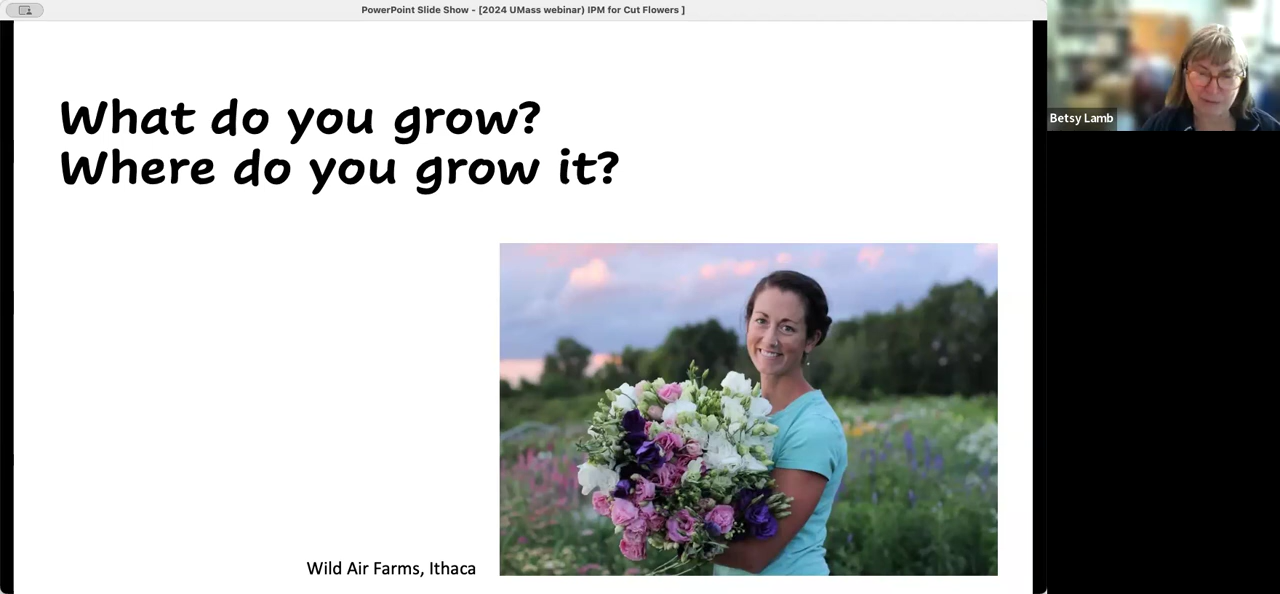 PowerPoint Slide Show - [2024 UMass webinar) IPM for Cut Flowers ]
What do you grow?
Where do you grow it?
Betsy Lamb
Wild Air Farms, Ithaca